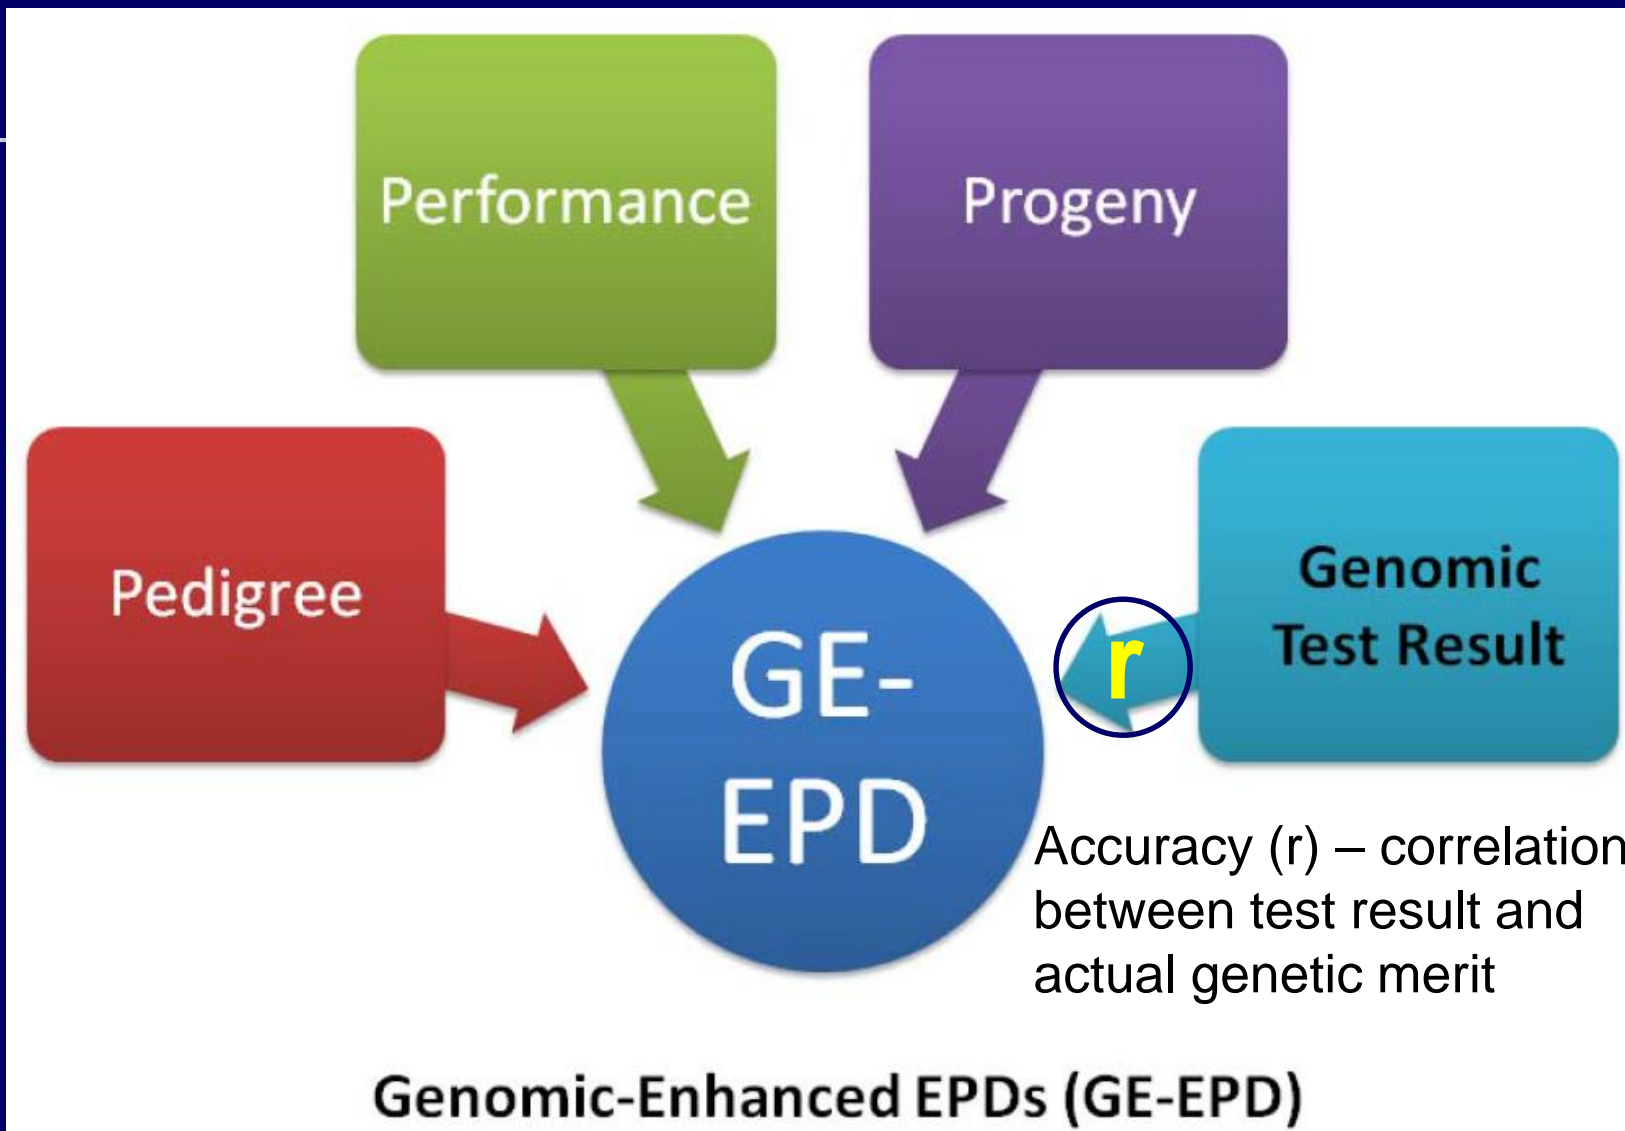 Performance
Progeny
Pedigree
Genomic
Test Result
r
GE-
EPD
Accuracy (r) – correlation
between test result and
actual genetic merit
Genomic-Enhanced EPDs (GE-EPD)